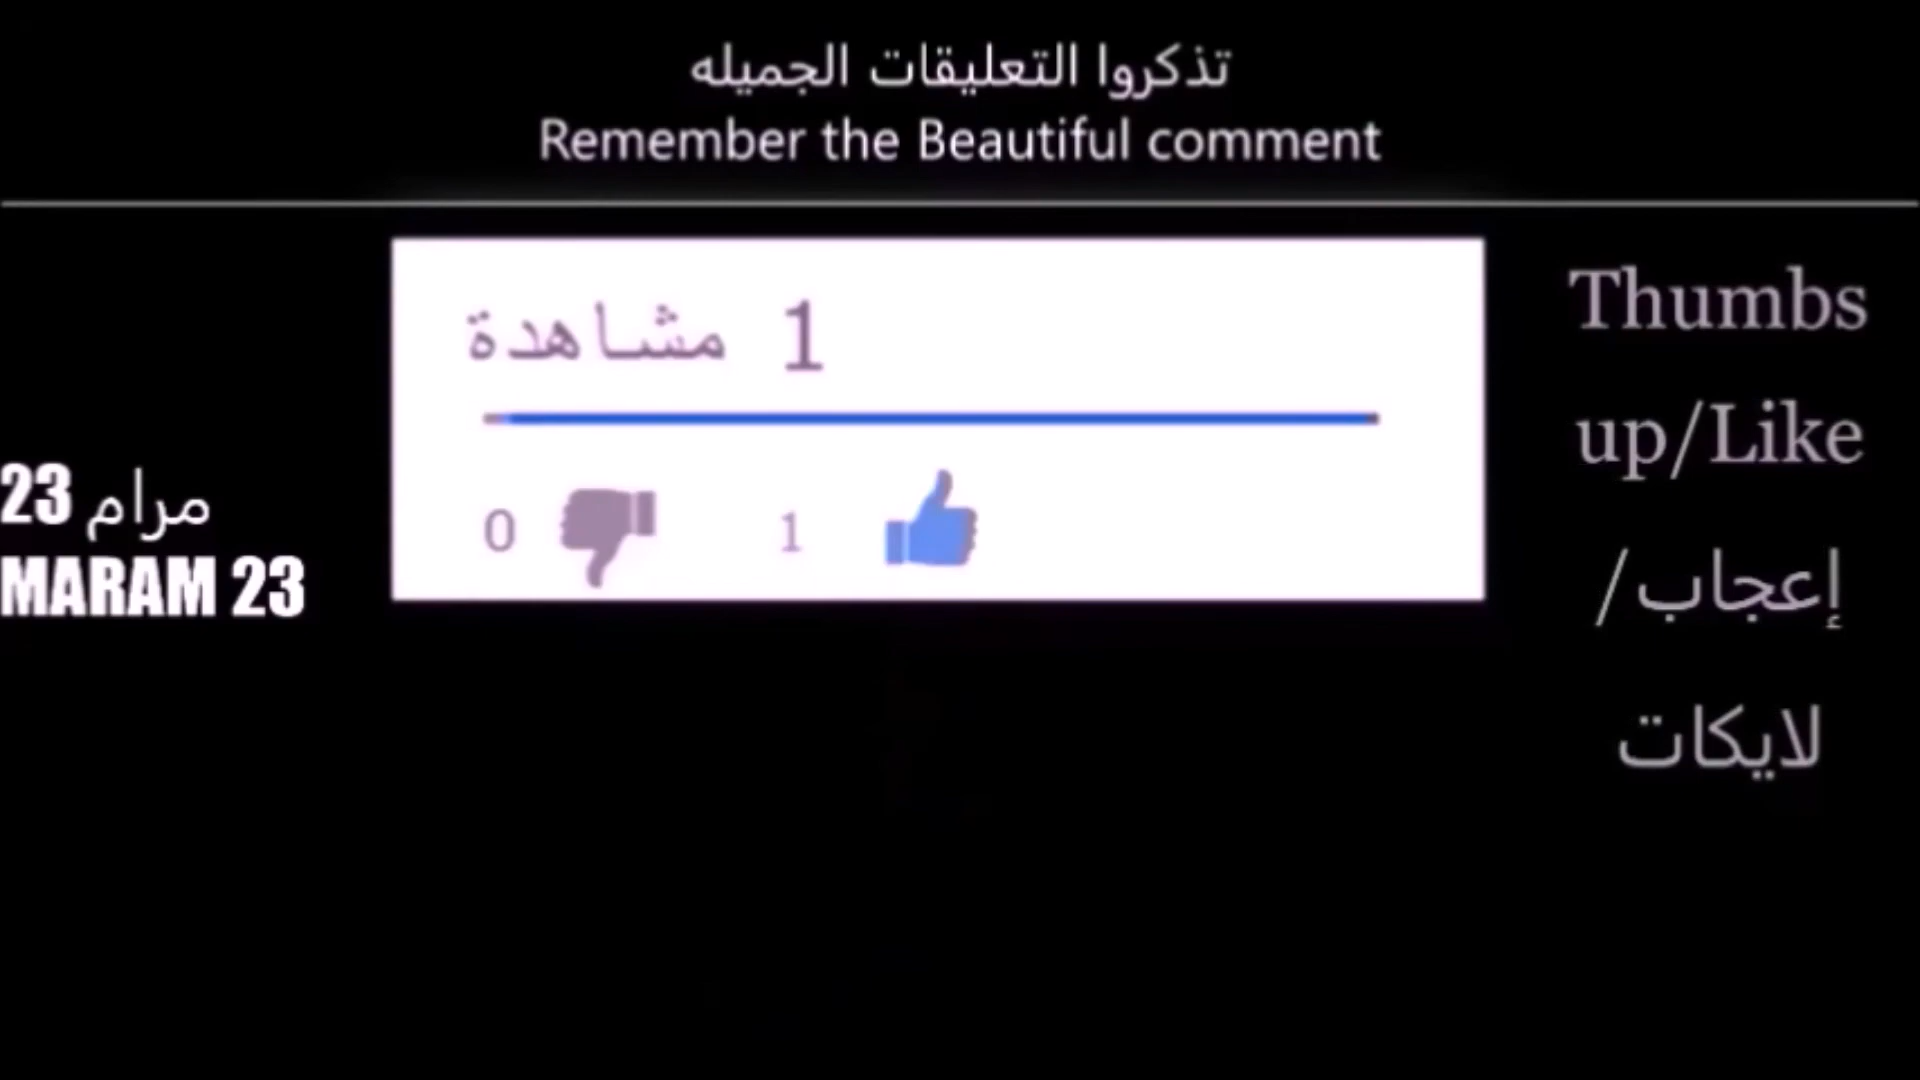 تذكروا التعليقات الجميله
Remember the Beautiful comment
1 مشاهدة
0 1
مرام 23
MARAM 23
Thumbs
up/Like
إعجاب/
لايكات